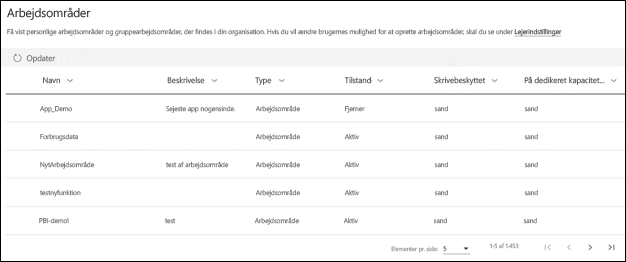 Arbejdsområder
Få vist personlige arbejdsområder og gruppearbejdsområder, der findes i din organisation. Hvis du vil ændre brugernes mulighed for at oprette arbejdsområder, skal du se under Lejerindstillinger
Opdater
Navn Beskrivelse Type Tilstand Skrivebeskyttet På dedikeret kapacitet...
App_Demo Sejeste app nogensinde. Arbejdsområde Fjerner sand sand
Forbrugsdata Arbejdsområde Aktiv sand sand
NytArbejdsområde test af arbejdsområde Arbejdsområde Aktiv sand sand
testnyfunktion Arbejdsområde Aktiv sand sand
PBI-demol test Arbejdsområde Aktiv sand sand
Elementer pr. side: 5 1-5 af 1.453